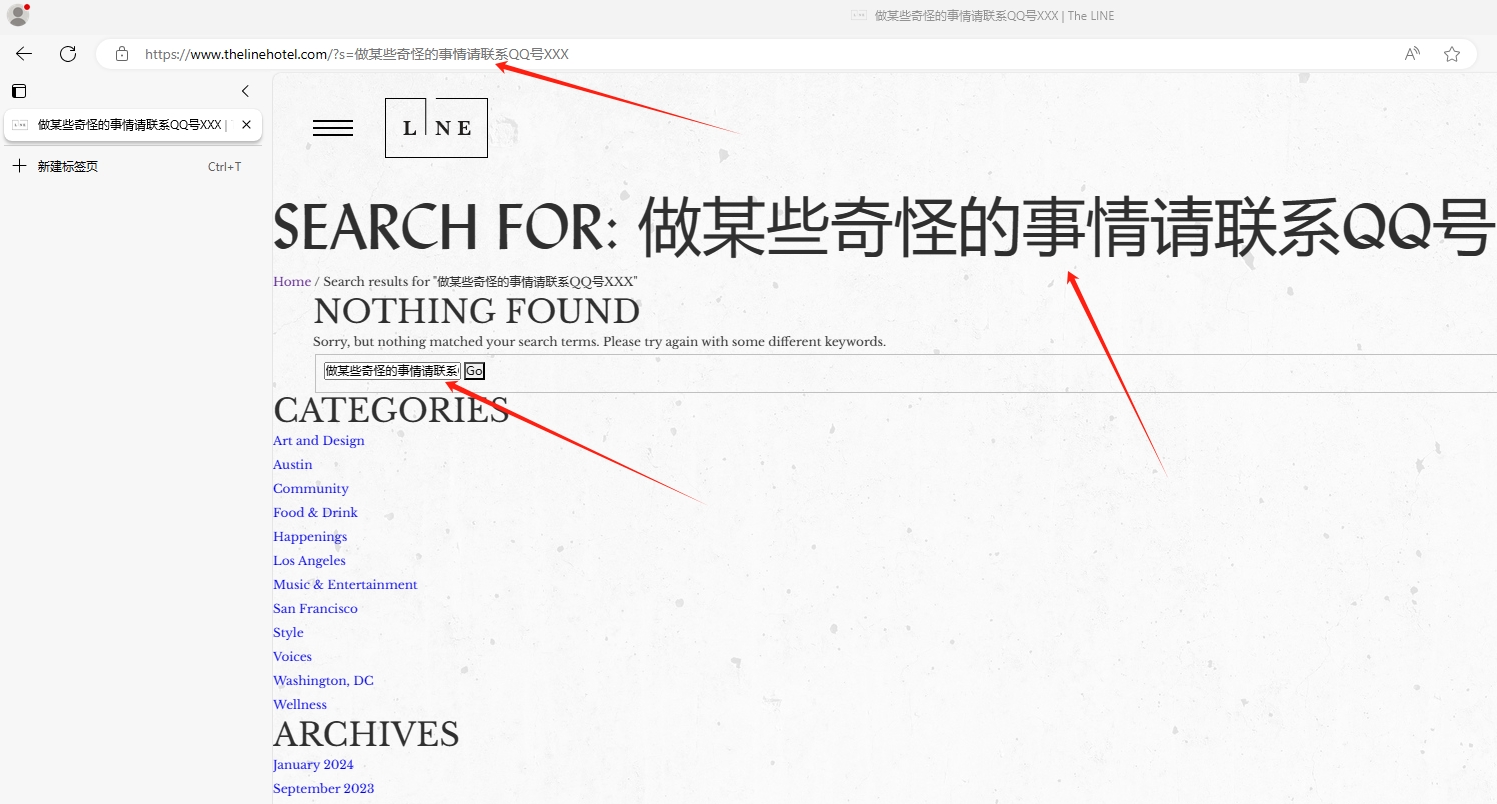 做某些奇怪的事情请联系QQ号XXX | The LINE
https://www.thelinehotel.com/?s=做某些奇怪的事情请联系QQ号XXX
做某些奇怪的事情请联系QQ号XXX |
新建标签页 Ctrl+T
LINE
SEARCH FOR: 做某些奇怪的事情请联系QQ号
Home / Search results for "做某些奇怪的事情请联系QQ号XXX"
NOTHING FOUND
Sorry, but nothing matched your search terms. Please try again with some different keywords.
做某些奇怪的事情请联系 Go
CATEGORIES
Art and Design
Austin
Community
Food & Drink
Happenings
Los Angeles
Music & Entertainment
San Francisco
Style
Voices
Washington, DC
Wellness
ARCHIVES
January 2024
September 2023